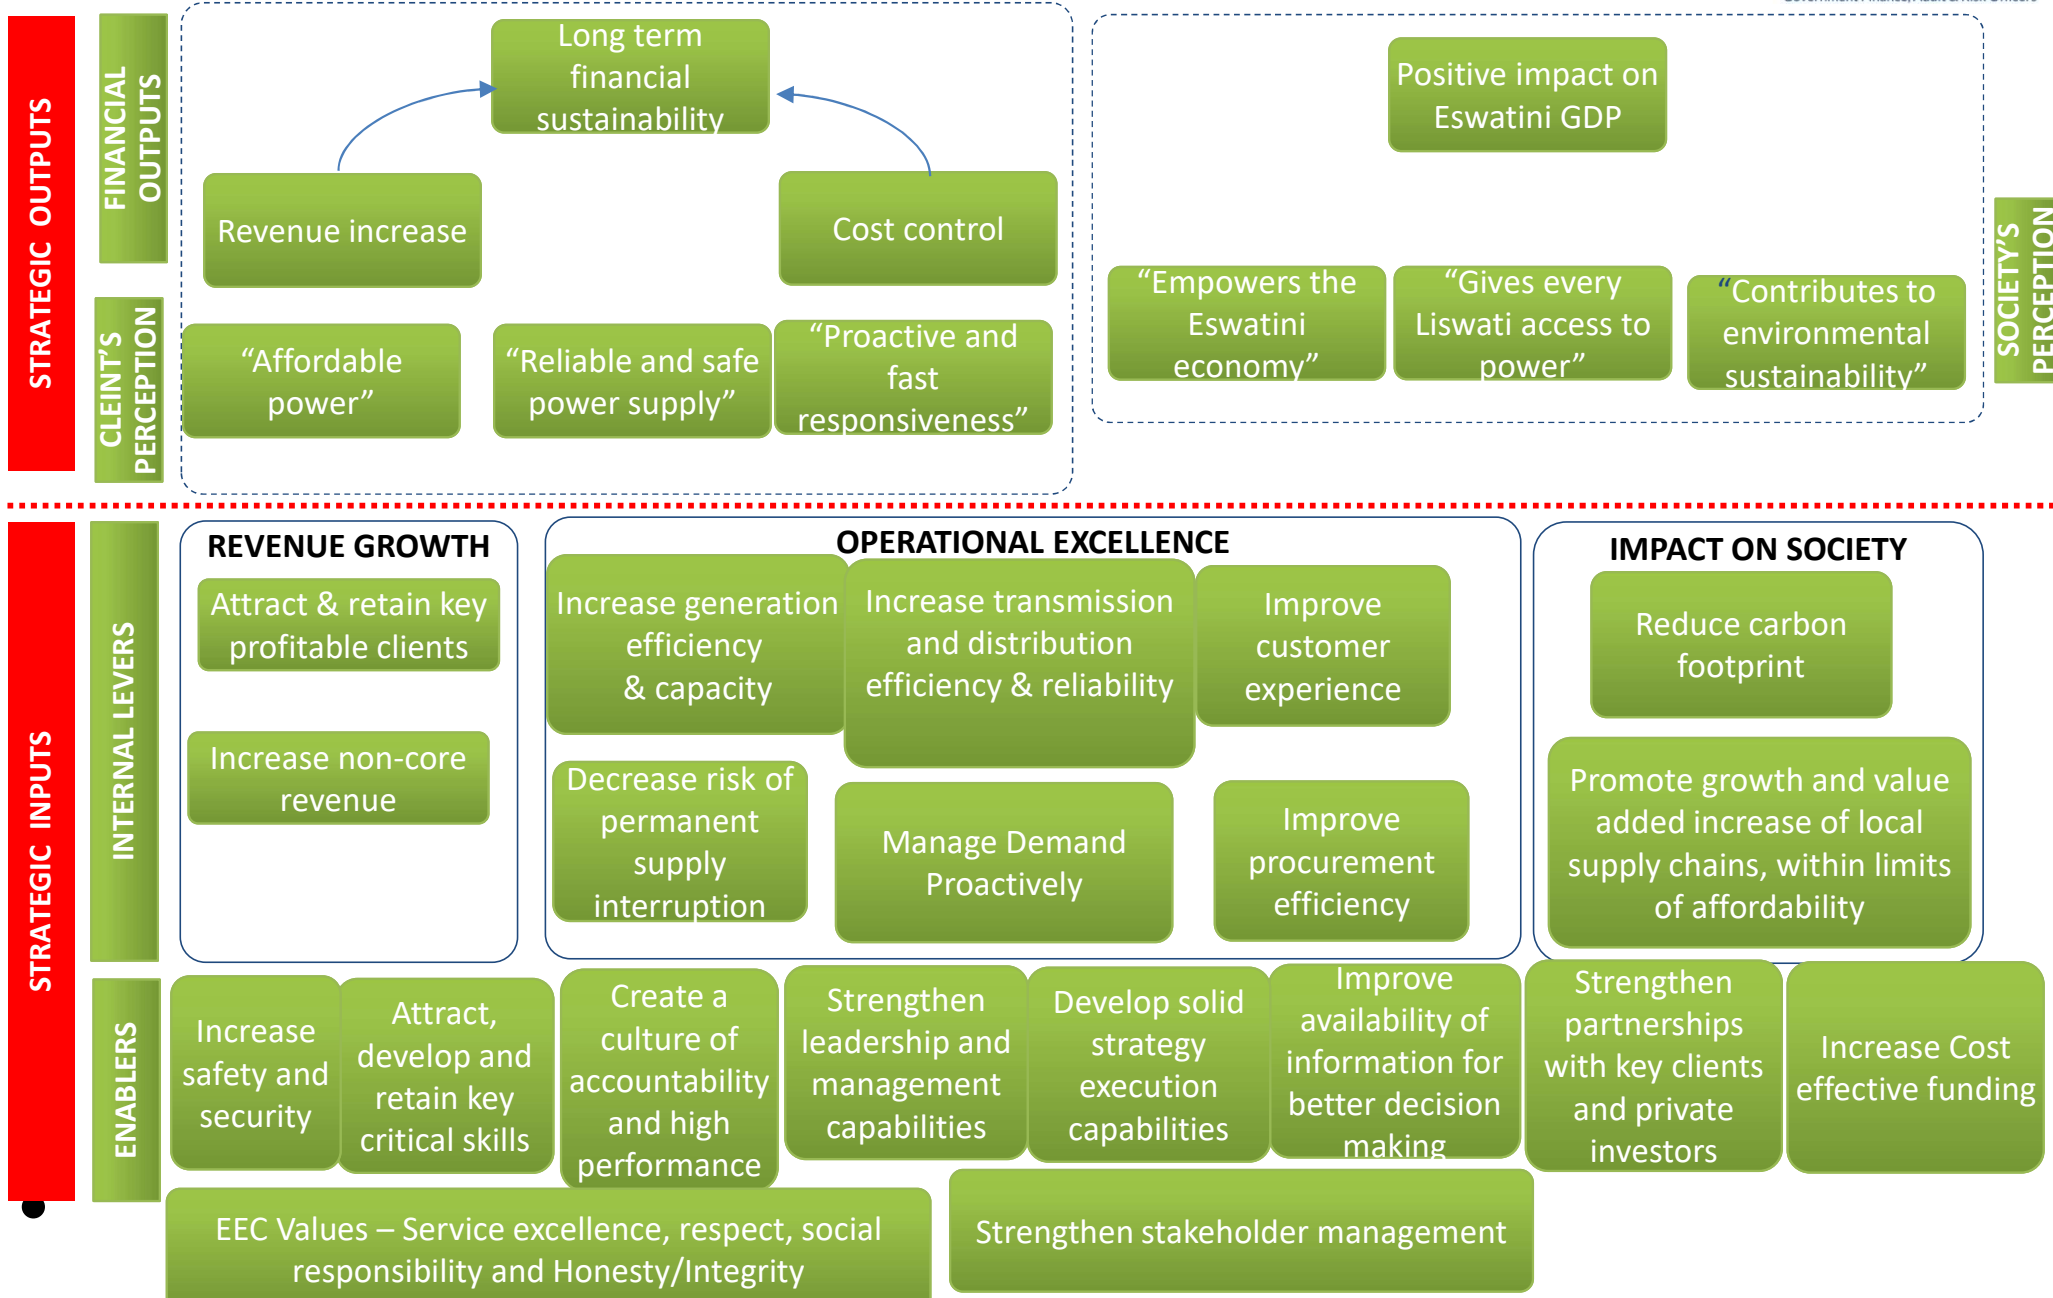 STRATEGIC OUTPUTS
FINANCIAL
OUTPUTS
Long term
financial
sustainability
Revenue increase
Cost control
Positive impact on
Eswatini GDP
CLEINT'S
PERCEPTION
“Affordable
power”
“Reliable and safe
power supply”
“Proactive and
fast
responsiveness”
“Empowers the
Eswatini
economy”
“Gives every
Liswati access to
power”
“Contributes to
environmental
sustainability”
SOCIETY'S
PERCEPTION
STRATEGIC INPUTS
INTERNAL LEVERS
REVENUE GROWTH
Attract & retain key
profitable clients
Increase non-core
revenue
OPERATIONAL EXCELLENCE
Increase generation
efficiency
& capacity
Increase transmission
and distribution
efficiency & reliability
Improve
customer
experience
Decrease risk of
permanent
supply
interruption
Manage Demand
Proactively
Improve
procurement
efficiency
IMPACT ON SOCIETY
Reduce carbon
footprint
Promote growth and value
added increase of local
supply chains, within limits
of affordability
ENABLERS
Increase
safety and
security
Attract,
develop and
retain key
critical skills
Create a
culture of
accountability
and high
performance
Strengthen
leadership and
management
capabilities
Develop solid
strategy
execution
capabilities
Improve
availability of
information for
better decision
making
Strengthen
partnerships
with key clients
and private
investors
Increase Cost
effective funding
EEC Values – Service excellence, respect, social
responsibility and Honesty/Integrity
Strengthen stakeholder management